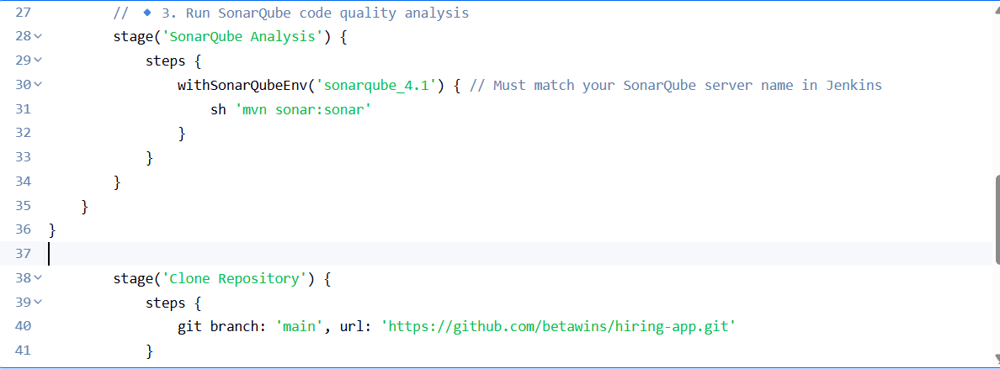 27 // 🔹 3. Run SonarQube code quality analysis
28 stage('SonarQube Analysis') {
29 steps {
30 withSonarQubeEnv('sonarqube_4.1') { // Must match your SonarQube server name in Jenkins
31 sh 'mvn sonar:sonar'
32 }
33 }
34 }
35 }
36 }
37
38 stage('Clone Repository') {
39 steps {
40 git branch: 'main', url: 'https://github.com/betawins/hiring-app.git'
41 }